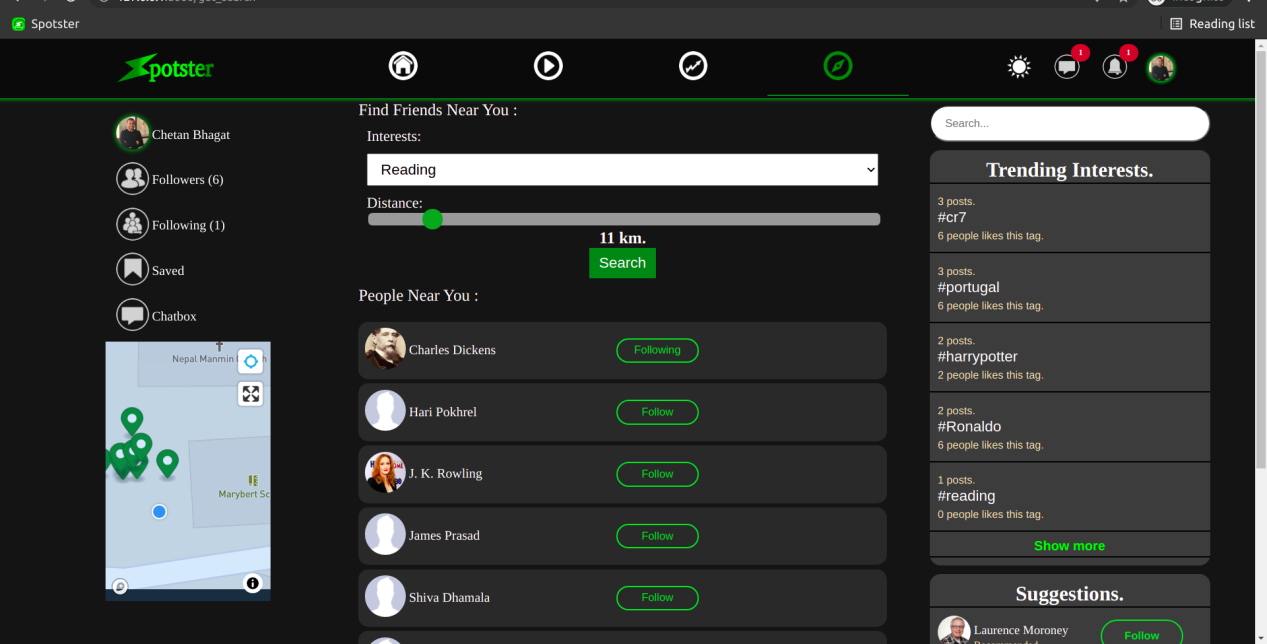 Spotster
Reading list
Spotster
1
1
Find Friends Near You :
Interests:
Reading
Distance:
11 km.
Search
People Near You :
Charles Dickens
Following
Hari Pokhrel
Follow
J. K. Rowling
Follow
James Prasad
Follow
Shiva Dhamala
Follow
Chetan Bhagat
Followers (6)
Following (1)
Saved
Chatbox
Nepal Manmin
Marybert Sc
Search...
Trending Interests.
3 posts.
#cr7
6 people likes this tag.
3 posts.
#portugal
6 people likes this tag.
2 posts.
#harrypotter
2 people likes this tag.
2 posts.
#Ronaldo
6 people likes this tag.
1 posts.
#reading
0 people likes this tag.
Show more
Suggestions.
Laurence Moroney
Follow